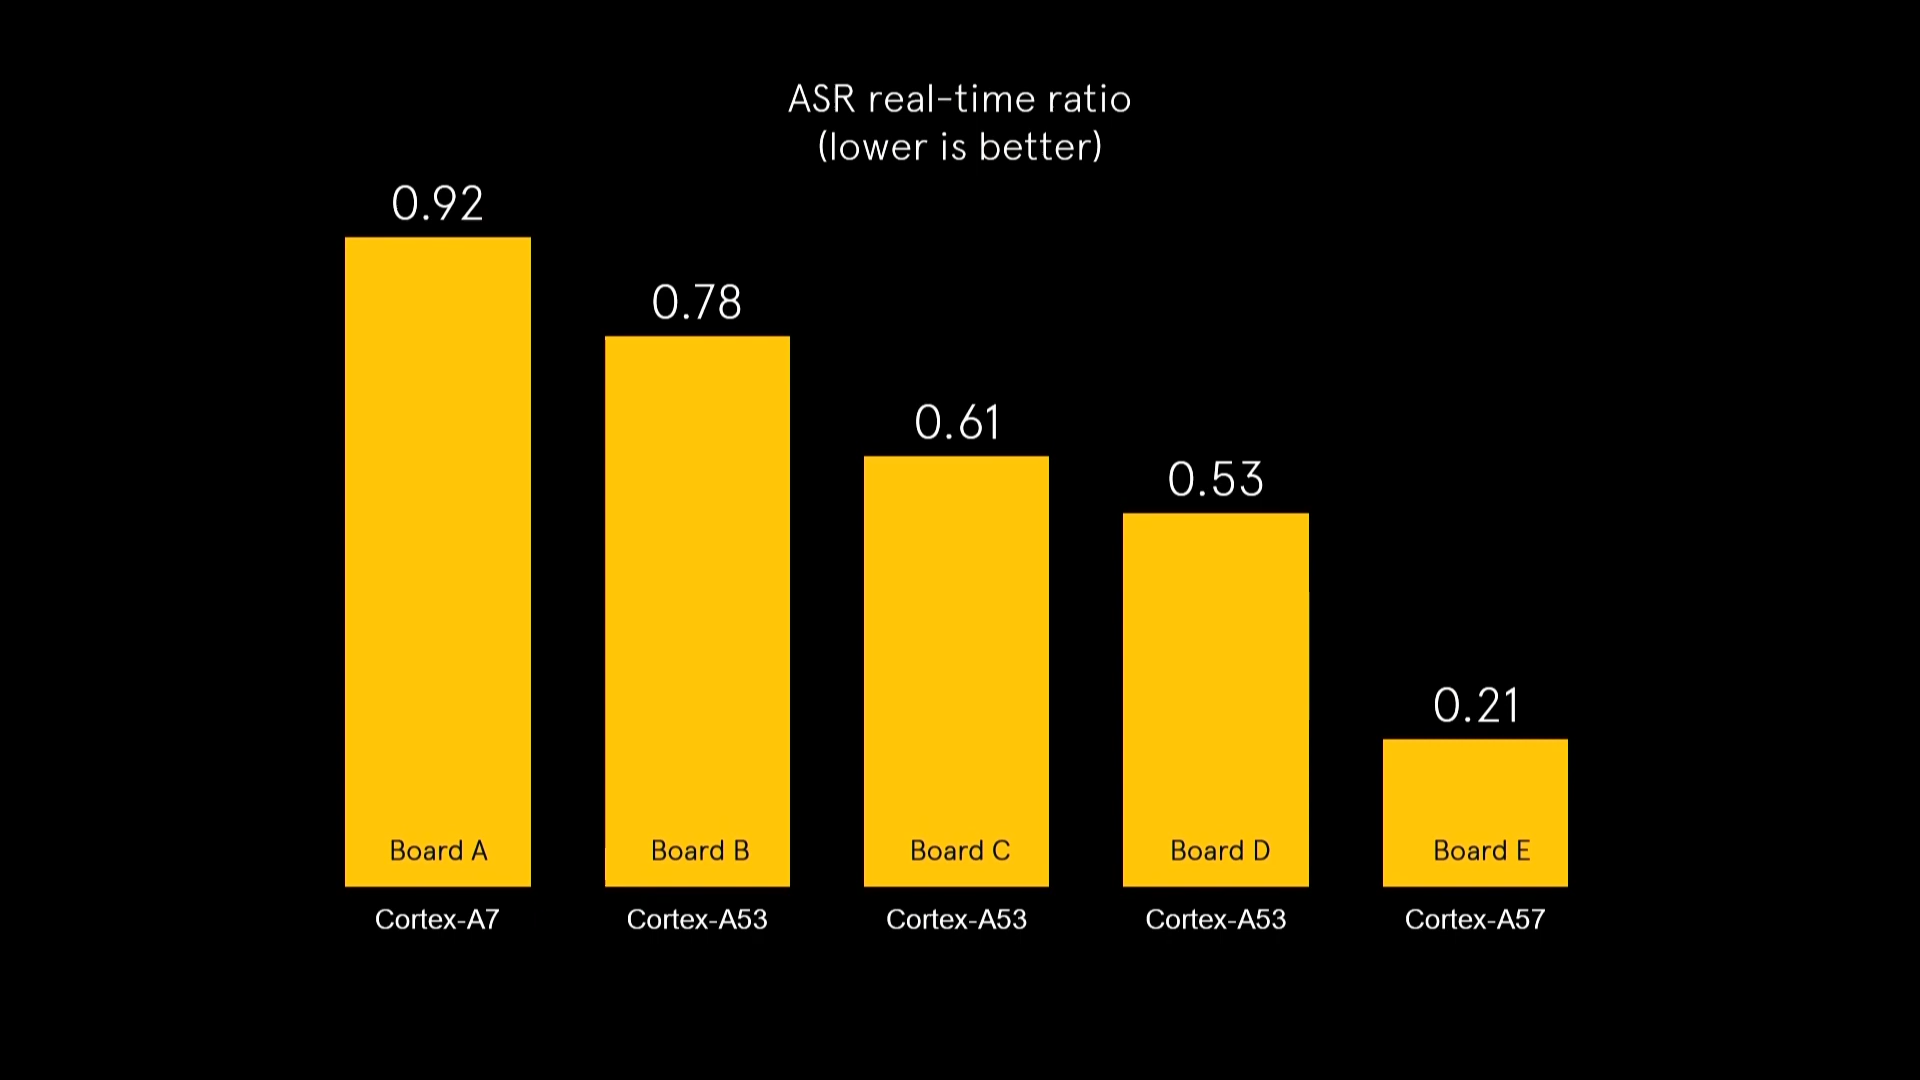 ASR real-time ratio
(lower is better)
0.92
0.78
0.61
0.53
0.21
Board A
Board B
Board C
Board D
Board E
Cortex-A7
Cortex-A53
Cortex-A53
Cortex-A53
Cortex-A57